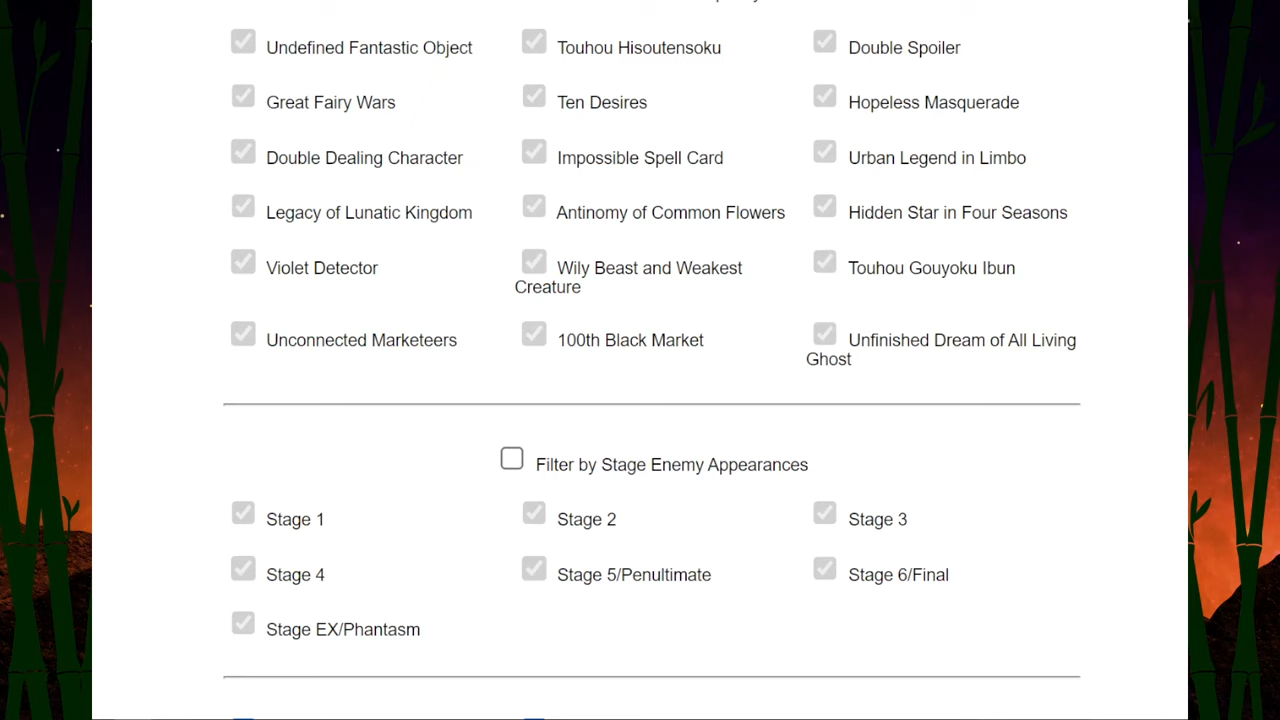 Undefined Fantastic Object
Touhou Hisoutensoku
Double Spoiler
Great Fairy Wars
Ten Desires
Hopeless Masquerade
Double Dealing Character
Impossible Spell Card
Urban Legend in Limbo
Legacy of Lunatic Kingdom
Antinomy of Common Flowers
Hidden Star in Four Seasons
Violet Detector
Wily Beast and Weakest
Creature
Touhou Gouyoku Ibun
Unconnected Marketeers
100th Black Market
Unfinished Dream of All Living
Ghost
Filter by Stage Enemy Appearances
Stage 1
Stage 2
Stage 3
Stage 4
Stage 5/Penultimate
Stage 6/Final
Stage EX/Phantasm